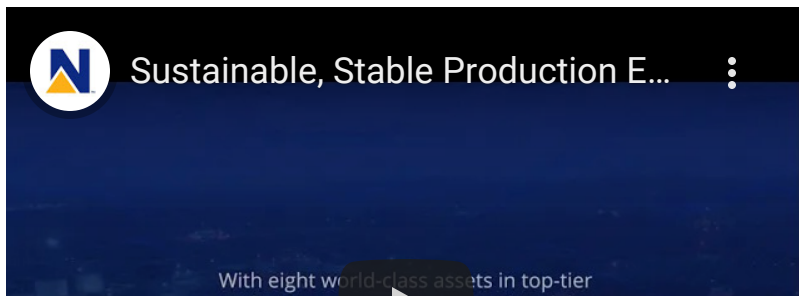 Sustainable, Stable Production E...
With eight world-class assets in top-tier